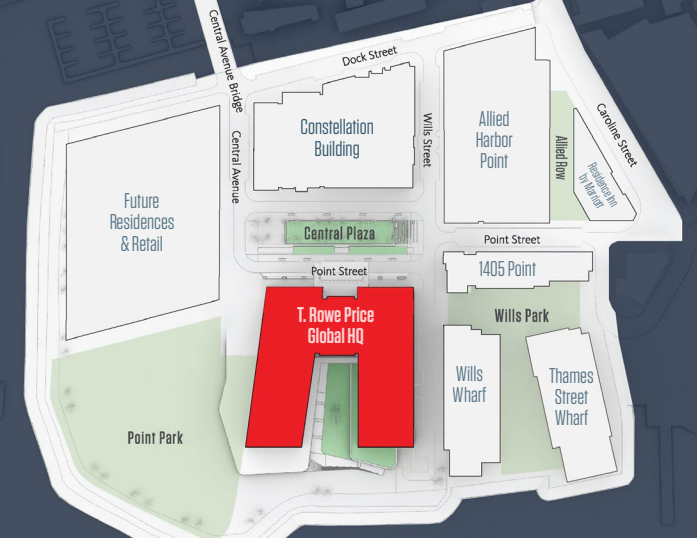 Central Avenue Bridge
Dock Street
Constellation
Building
Wills Street
Allied
Harbor
Point
Allied Row
Caroline Street
Residence Inn
by Marriott
Central Avenue
Future
Residences
& Retail
Central Plaza
Point Street
Point Street
1405 Point
T. Rowe Price
Global HQ
Wills Park
Wills
Wharf
Thames
Street
Wharf
Point Park